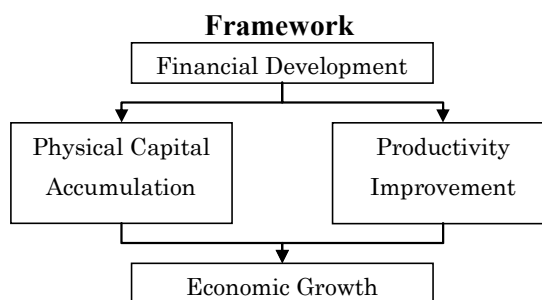 Framework
Financial Development
Physical Capital
Accumulation
Productivity
Improvement
Economic Growth